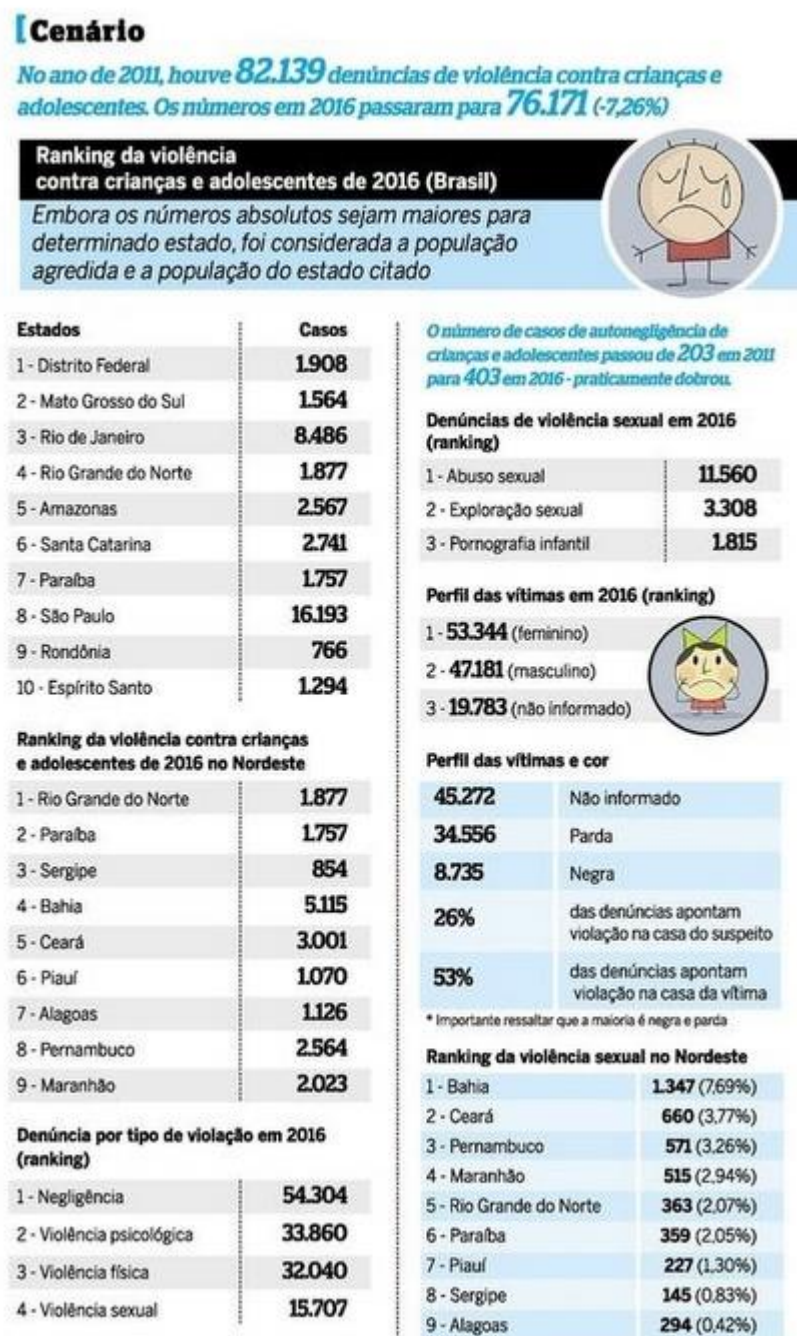 Cenário
No ano de 2011, houve 82.139 denúncias de violência contra crianças e
adolescentes. Os números em 2016 passaram para 76.171 (-7,26%)
Ranking da violência
contra crianças e adolescentes de 2016 (Brasil)
Embora os números absolutos sejam maiores para
determinado estado, foi considerada a população
agredida e a população do estado citado
Estados Casos
1 - Distrito Federal 1.908
2 - Mato Grosso do Sul 1.564
3 - Rio de Janeiro 8.486
4 - Rio Grande do Norte 1.877
5 - Amazonas 2.567
6 - Santa Catarina 2.741
7 - Paraíba 1.757
8 - São Paulo 16.193
9 - Rondônia 766
10 - Espírito Santo 1.294
Ranking da violência contra crianças
e adolescentes de 2016 no Nordeste
1 - Rio Grande do Norte 1.877
2 - Paraíba 1.757
3 - Sergipe 854
4 - Bahia 5.115
5 - Ceará 3.001
6 - Piauí 1.070
7 - Alagoas 1.126
8 - Pernambuco 2.564
9 - Maranhão 2.023
Denúncia por tipo de violação em 2016
(ranking)
1 - Negligência 54.304
2 - Violência psicológica 33.860
3 - Violência física 32.040
4 - Violência sexual 15.707
O número de casos de autonegligência de
crianças e adolescentes passou de 203 em 2011
para 403 em 2016 - praticamente dobrou.
Denúncias de violência sexual em 2016
(ranking)
1 - Abuso sexual 11.560
2 - Exploração sexual 3.308
3 - Pornografia infantil 1.815
Perfil das vítimas em 2016 (ranking)
1 - 53.344 (feminino)
2 - 47.181 (masculino)
3 - 19.783 (não informado)
Perfil das vítimas e cor
45.272 Não informado
34.556 Parda
8.735 Negra
26% das denúncias apontam
violação na casa do suspeito
53% das denúncias apontam
violação na casa da vítima
* Importante ressaltar que a maioria é negra e parda
Ranking da violência sexual no Nordeste
1 - Bahia 1.347 (7,69%)
2 - Ceará 660 (3,77%)
3 - Pernambuco 571 (3,26%)
4 - Maranhão 515 (2,94%)
5 - Rio Grande do Norte 363 (2,07%)
6 - Paraíba 359 (2,05%)
7 - Piauí 227 (1,30%)
8 - Sergipe 145 (0,83%)
9 - Alagoas 294 (0,42%)